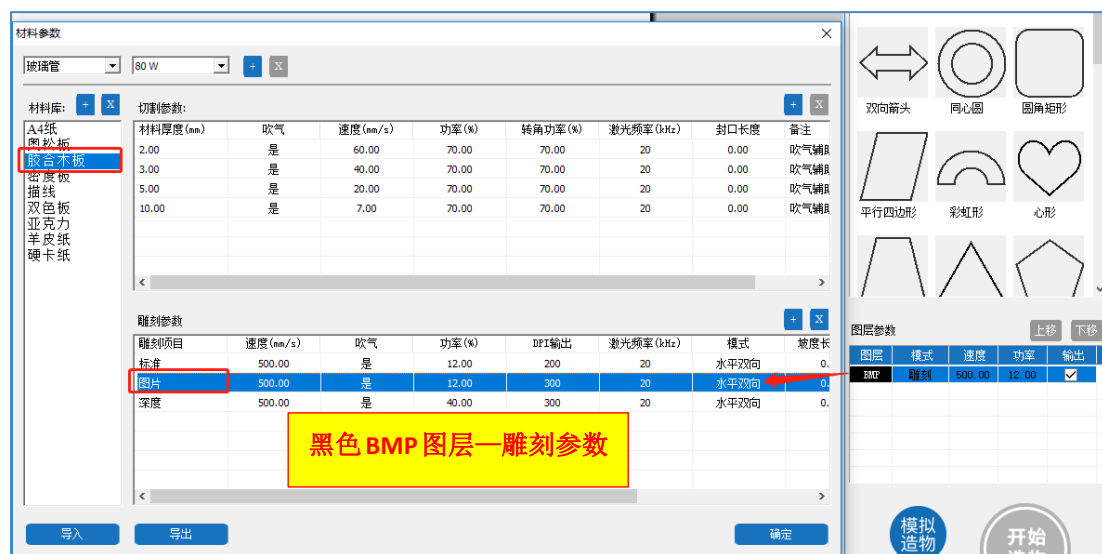 材料参数
玻璃管 80 W + X
材料库: + X 切割参数: + X
A4纸
奥松板
胶合木板
密度板
描线
双色板
亚克力
羊皮纸
硬卡纸
材料厚度(mm) 吹气 速度(mm/s) 功率(%) 转角功率(%) 激光频率(kHz) 封口长度 备注
2.00 是 60.00 70.00 70.00 20 0.00 吹气辅助
3.00 是 40.00 70.00 70.00 20 0.00 吹气辅助
5.00 是 20.00 70.00 70.00 20 0.00 吹气辅助
10.00 是 7.00 70.00 70.00 20 0.00 吹气辅助
雕刻参数 + X
雕刻项目 速度(mm/s) 吹气 功率(%) DPI输出 激光频率(kHz) 模式 坡度长
标准 500.00 是 12.00 200 20 水平双向 0.
图片 500.00 是 12.00 300 20 水平双向 0.
深度 500.00 是 40.00 300 20 水平双向 0.
黑色 BMP 图层—雕刻参数
导入 导出 确定
双向箭头 同心圆 圆角矩形
平行四边形 彩虹形 心形
图层参数 上移 下移
图层 模式 速度 功率 输出
BMP 雕刻 500.00 12.00
模拟
造物
开始
造物